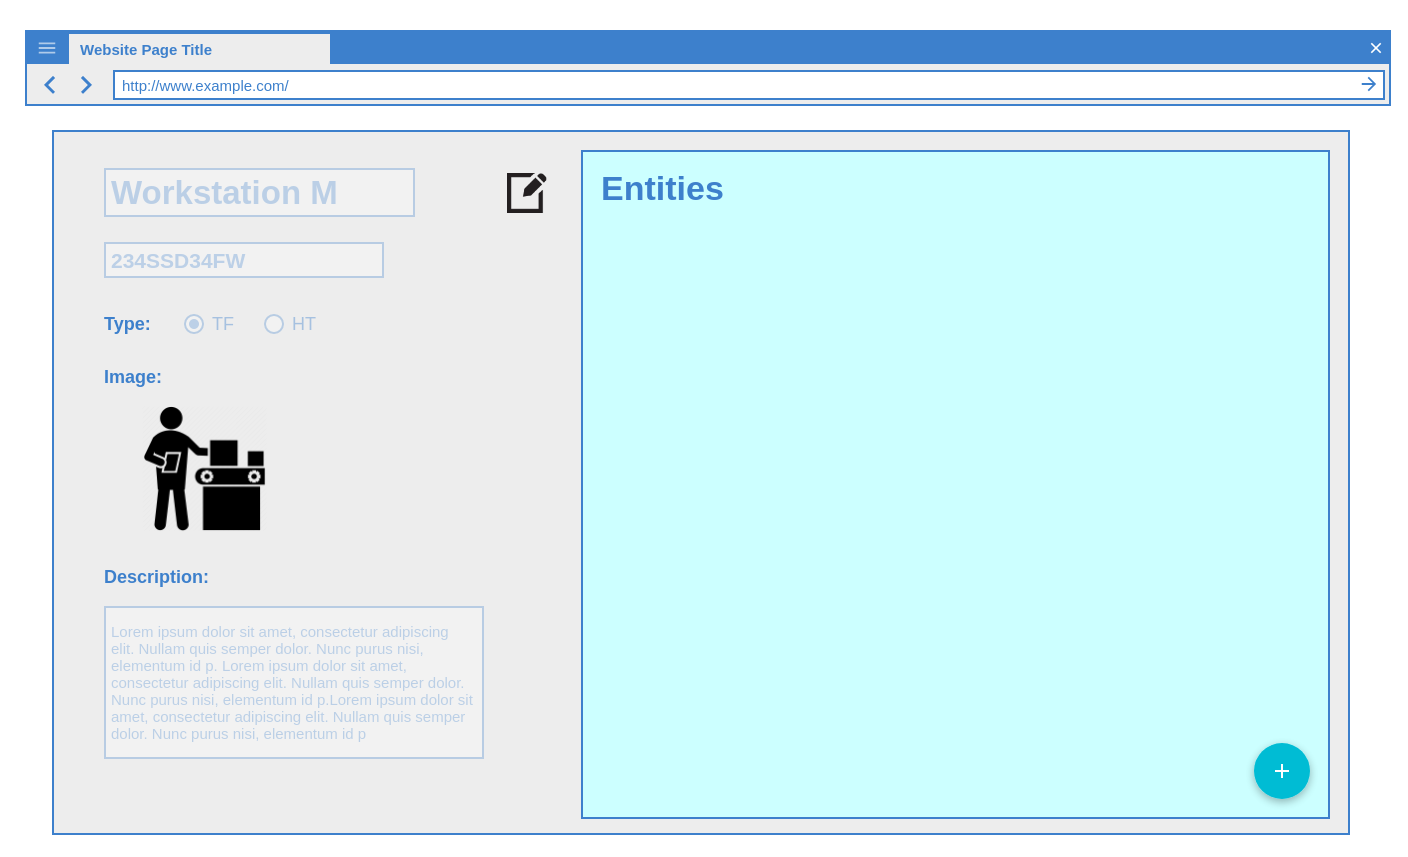 Website Page Title
http://www.example.com/
Workstation M
234SSD34FW
Type: TF HT
Image:
Description:
Lorem ipsum dolor sit amet, consectetur adipiscing
elit. Nullam quis semper dolor. Nunc purus nisi,
elementum id p. Lorem ipsum dolor sit amet,
consectetur adipiscing elit. Nullam quis semper dolor.
Nunc purus nisi, elementum id p.Lorem ipsum dolor sit
amet, consectetur adipiscing elit. Nullam quis semper
dolor. Nunc purus nisi, elementum id p
Entities